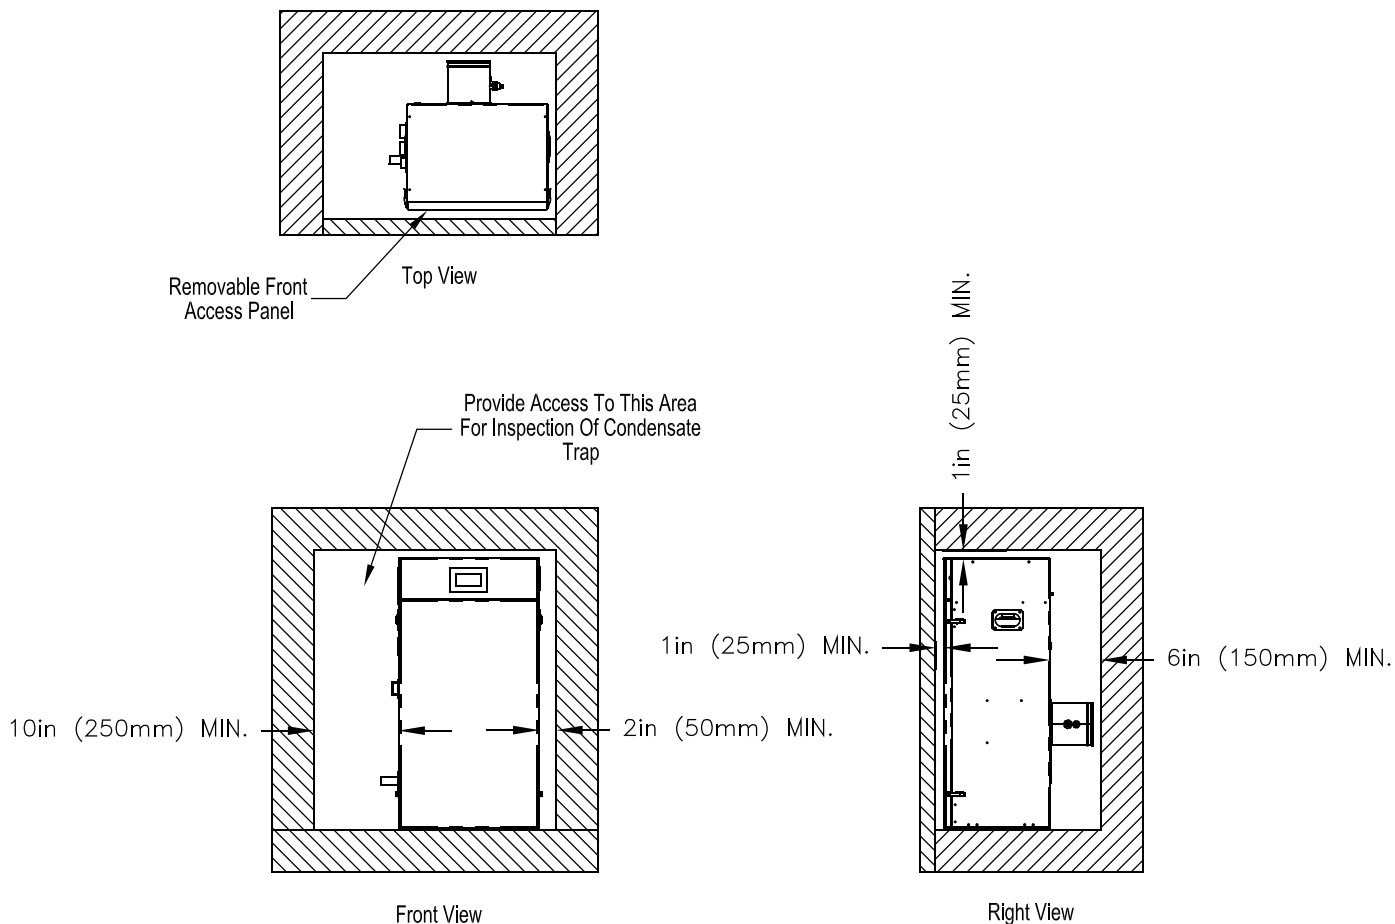 Removable Front
Access Panel
Top View
1in (25mm) MIN.
Provide Access To This Area
For Inspection Of Condensate
Trap
1in (25mm) MIN.
6in (150mm) MIN.
10in (250mm) MIN.
2in (50mm) MIN.
Front View
Right View